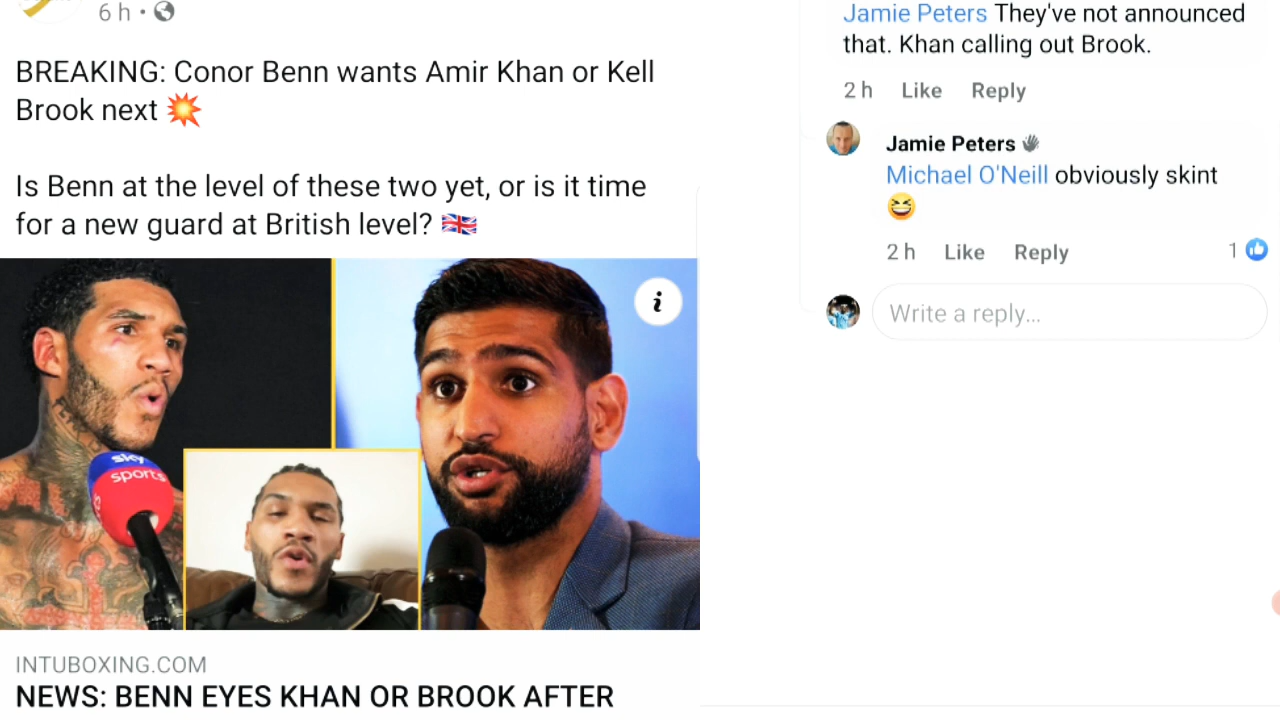 6 h
BREAKING: Conor Benn wants Amir Khan or Kell
Brook next 💥
Is Benn at the level of these two yet, or is it time
for a new guard at British level? 🇬🇧
i
sky
sports
INTUBOXING.COM
NEWS: BENN EYES KHAN OR BROOK AFTER
Jamie Peters They've not announced
that. Khan calling out Brook.
2 h Like Reply
Jamie Peters
Michael O'Neill obviously skint
😆
2 h Like Reply 1
Write a reply...